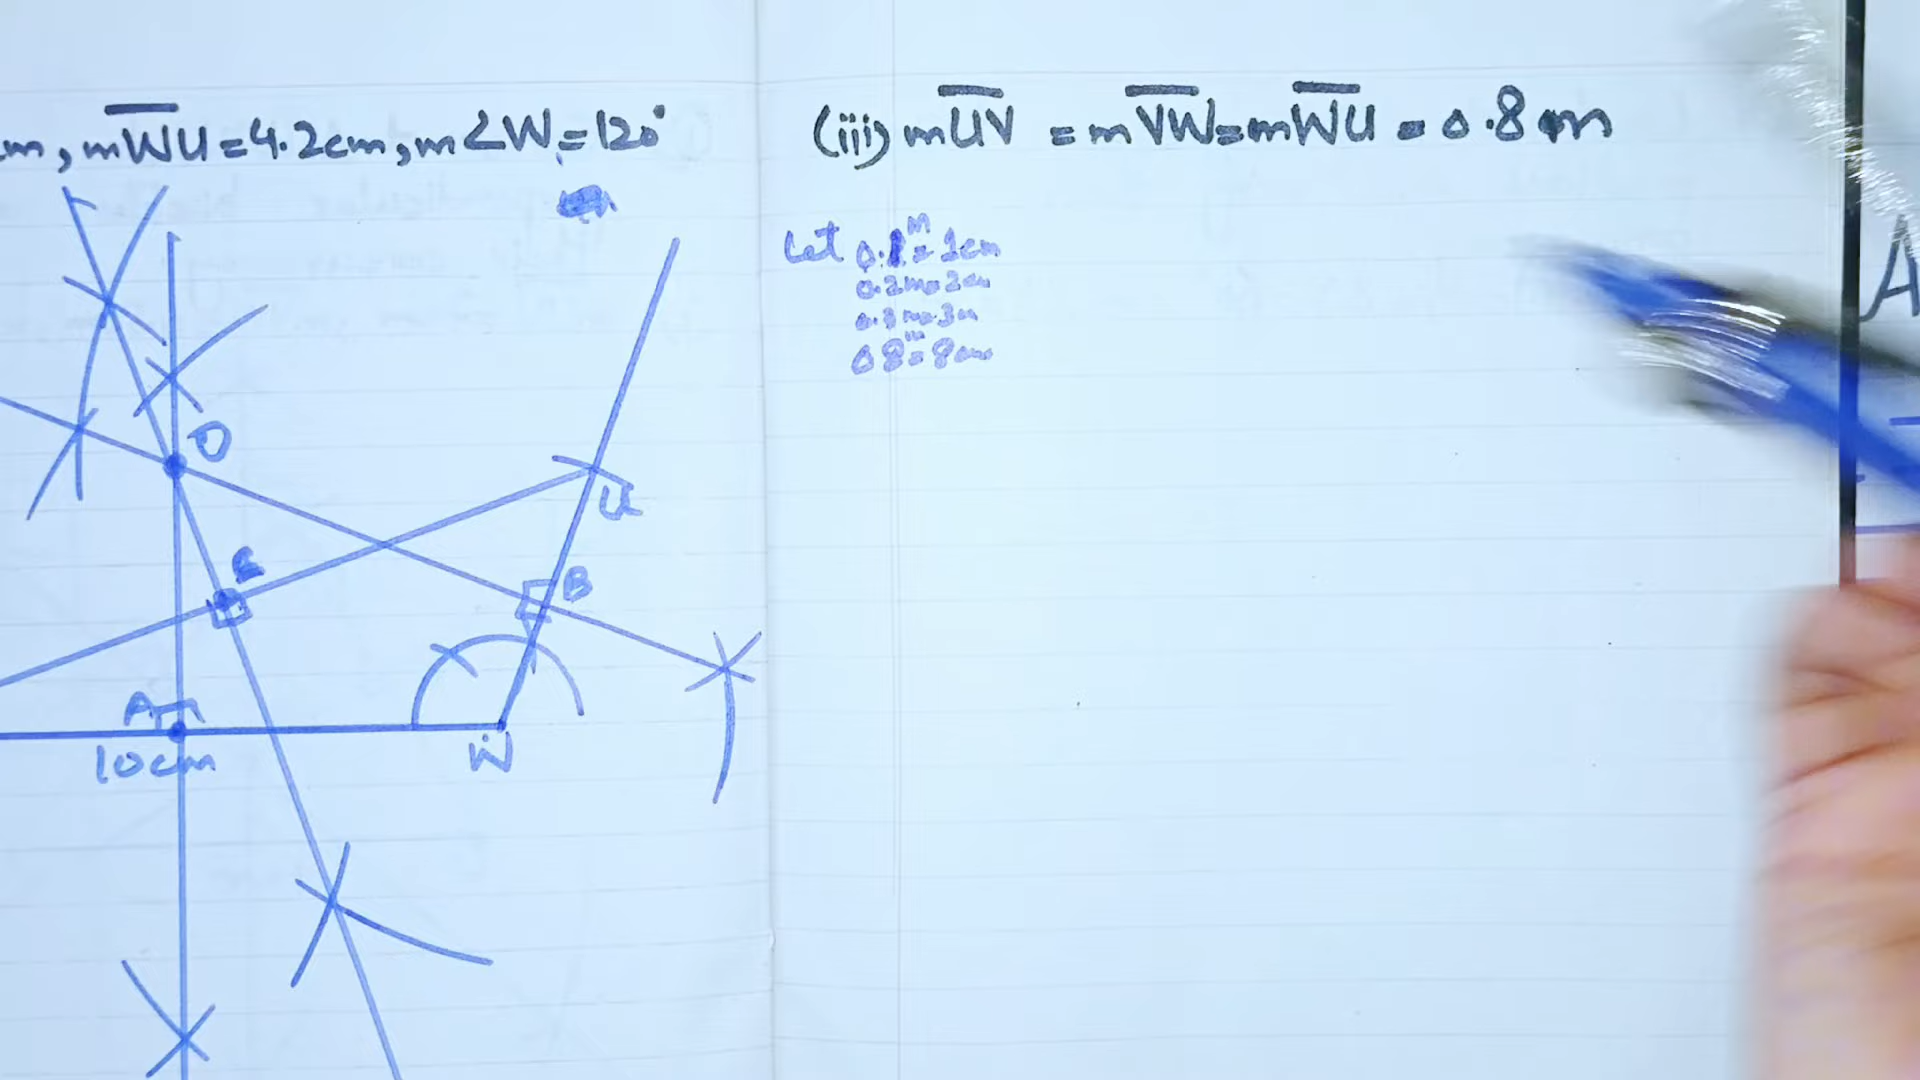 m, mWU = 4.2cm, m∠W = 120°
O
U
E
B
A
10cm
W
(iii) mUV = mVW = mWU = 0.8 m
Let 0.1m = 1cm
0.2m = 2cm
0.3m = 3m
0.8m = 8cm
A